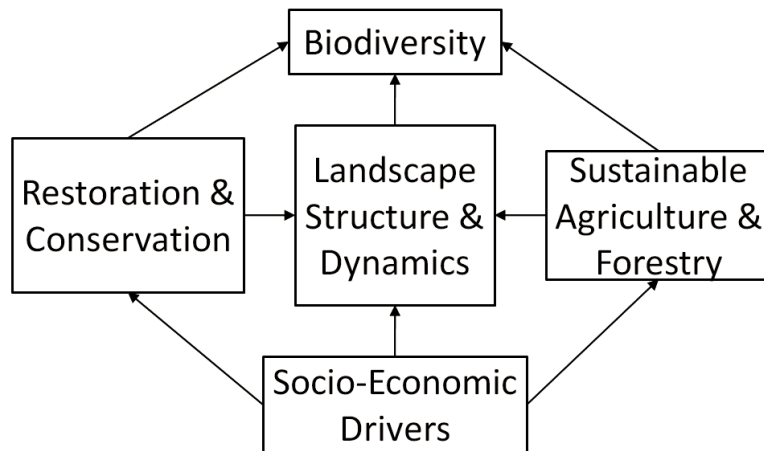 Biodiversity
Restoration &
Conservation
Landscape
Structure &
Dynamics
Sustainable
Agriculture &
Forestry
Socio-Economic
Drivers